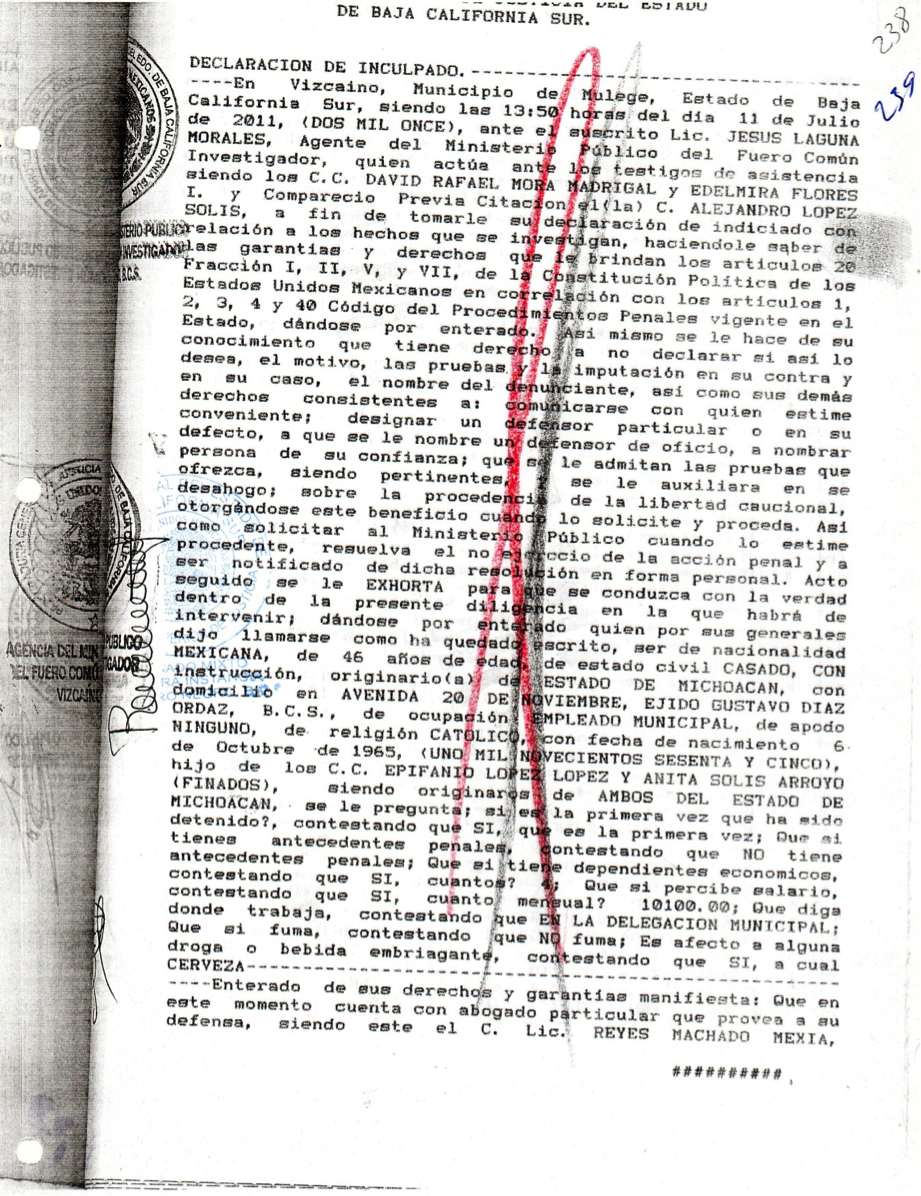 DE BAJA CALIFORNIA SUR.
238
239
DECLARACION DE INCULPADO.
----En Vizcaino, Municipio de Mulege, Estado de Baja
California Sur, siendo las 13:50 horas del dia 11 de Julio
de 2011, (DOS MIL ONCE), ante el suscrito Lic. JESUS LAGUNA
MORALES, Agente del Ministerio Público del Fuero Común
Investigador, quien actúa ante los testigos de asistencia
siendo los C.C. DAVID RAFAEL MORA MADRIGAL y EDELMIRA FLORES
I. y Comparecio Previa Citacion el(la) C. ALEJANDRO LOPEZ
SOLIS, a fin de tomarle su declaración de indiciado con
relación a los hechos que se investigan, haciendole saber de
las garantias y derechos que le brindan los articulos 20
Fracción I, II, V, y VII, de la Constitución Politica de los
Estados Unidos Mexicanos en correlación con los articulos 1,
2, 3, 4 y 40 Código del Procedimientos Penales vigente en el
Estado, dándose por enterado. Asi mismo se le hace de su
conocimiento que tiene derecho a no declarar si asi lo
desea, el motivo, las pruebas y la imputación en su contra y
en su caso, el nombre del denunciante, así como sus demás
derechos consistentes a: comunicarse con quien estime
conveniente; designar un defensor particular o en su
defecto, a que se le nombre un defensor de oficio, a nombrar
persona de su confianza; que se le admitan las pruebas que
ofrezca, siendo pertinentes, se le auxiliara en se
desahogo; sobre la procedencia de la libertad caucional,
otorgándose este beneficio cuando lo solicite y proceda. Asi
como solicitar al Ministerio Público cuando lo estime
procedente, resuelva el no ejerccio de la acción penal y a
ser notificado de dicha resolución en forma personal. Acto
seguido se le EXHORTA para que se conduzca con la verdad
dentro de la presente diligencia en la que habrá de
intervenir; dándose por enterado quien por sus generales
dijo llamarse como ha quedado escrito, ser de nacionalidad
MEXICANA, de 46 años de edad, de estado civil CASADO, CON
instrucción, originario(a) de ESTADO DE MICHOACAN, con
domicilio en AVENIDA 20 DE NOVIEMBRE, EJIDO GUSTAVO DIAZ
ORDAZ, B.C.S., de ocupación EMPLEADO MUNICIPAL, de apodo
NINGUNO, de religión CATOLICO, con fecha de nacimiento 6
de Octubre de 1965, (UNO MIL NOVECIENTOS SESENTA Y CINCO),
hijo de los C.C. EPIFANIO LOPEZ LOPEZ Y ANITA SOLIS ARROYO
(FINADOS), siendo originaros de AMBOS DEL ESTADO DE
MICHOACAN, se le pregunta; si es la primera vez que ha sido
detenido?, contestando que SI, que es la primera vez; Que si
tienes antecedentes penales, contestando que NO tiene
antecedentes penales; Que si tiene dependientes economicos,
contestando que SI, cuantos? 4; Que si percibe salario,
contestando que SI, cuanto mensual? 10100.00; Que diga
donde trabaja, contestando que EN LA DELEGACION MUNICIPAL;
Que si fuma, contestando que NO fuma; Es afecto a alguna
droga o bebida embriagante, contestando que SI, a cual
CERVEZA----
----Enterado de sus derechos y garantias manifiesta: Que en
este momento cuenta con abogado particular que provea a su
defensa, siendo este el C. Lic. REYES MACHADO MEXIA,
##########